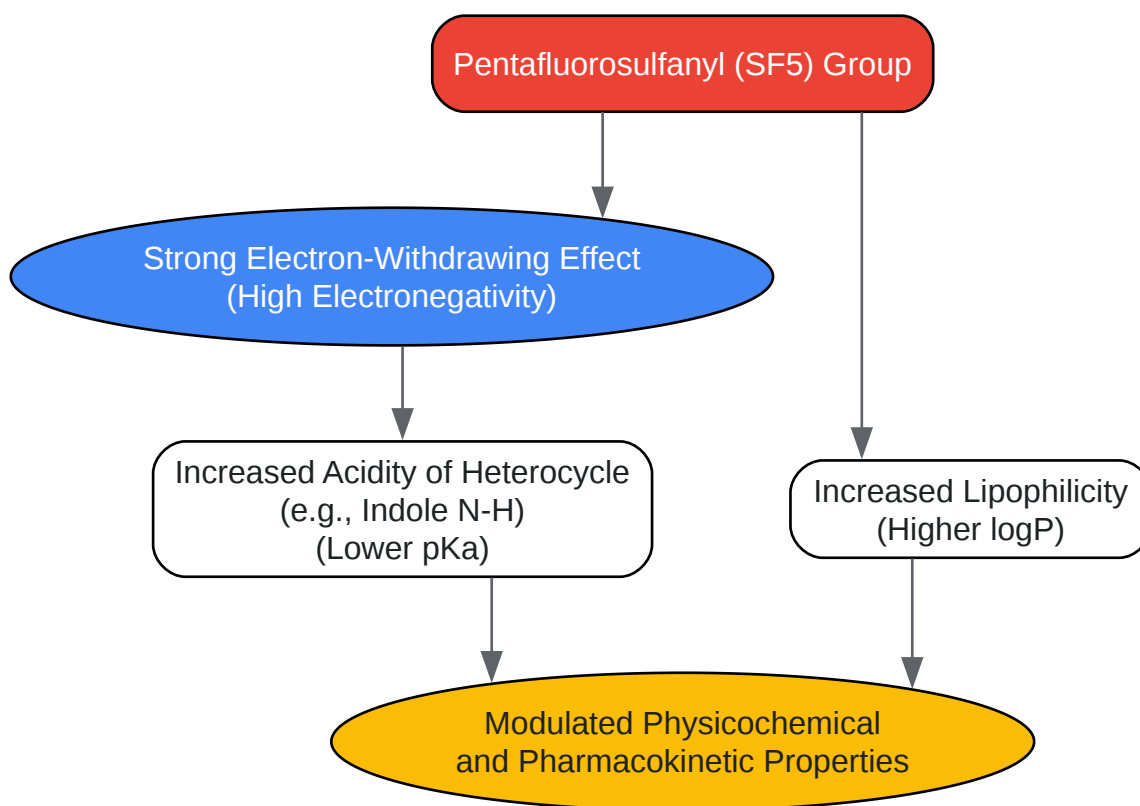 Pentafluorosulfanyl (SF5) Group
Strong Electron-Withdrawing Effect
(High Electronegativity)
Increased Acidity of Heterocycle
(e.g., Indole N-H)
(Lower pKa)
Increased Lipophilicity
(Higher logP)
Modulated Physicochemical
and Pharmacokinetic Properties